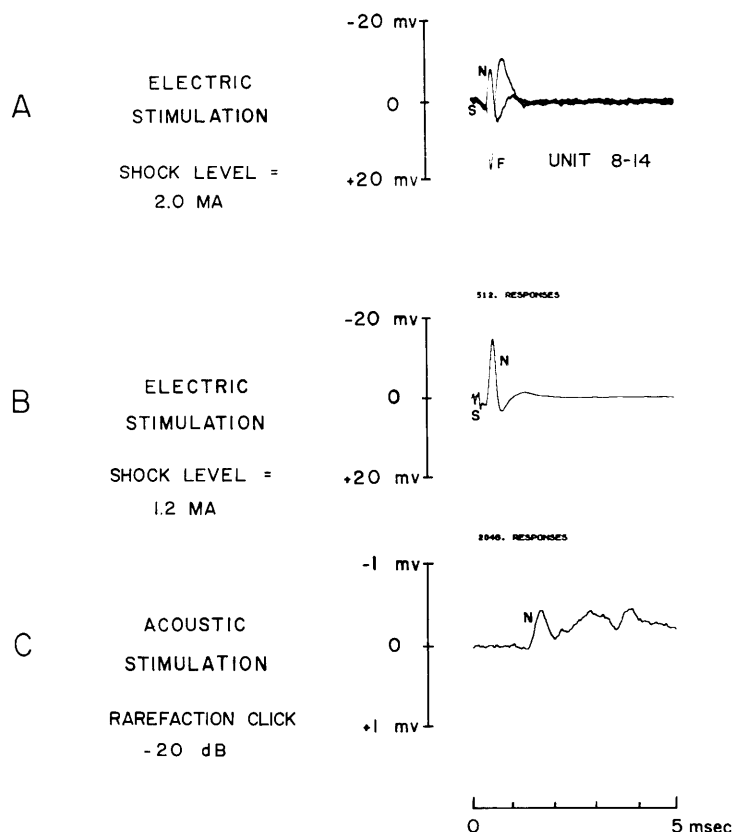 A
ELECTRIC
STIMULATION
SHOCK LEVEL =
2.0 MA
-20 mv
0
+20 mv
N
S
F
UNIT 8-14
B
ELECTRIC
STIMULATION
SHOCK LEVEL =
1.2 MA
512. RESPONSES
-20 mv
0
+20 mv
N
S
C
ACOUSTIC
STIMULATION
RAREFACTION CLICK
-20 dB
2048. RESPONSES
-1 mv
0
+1 mv
N
0 5 msec